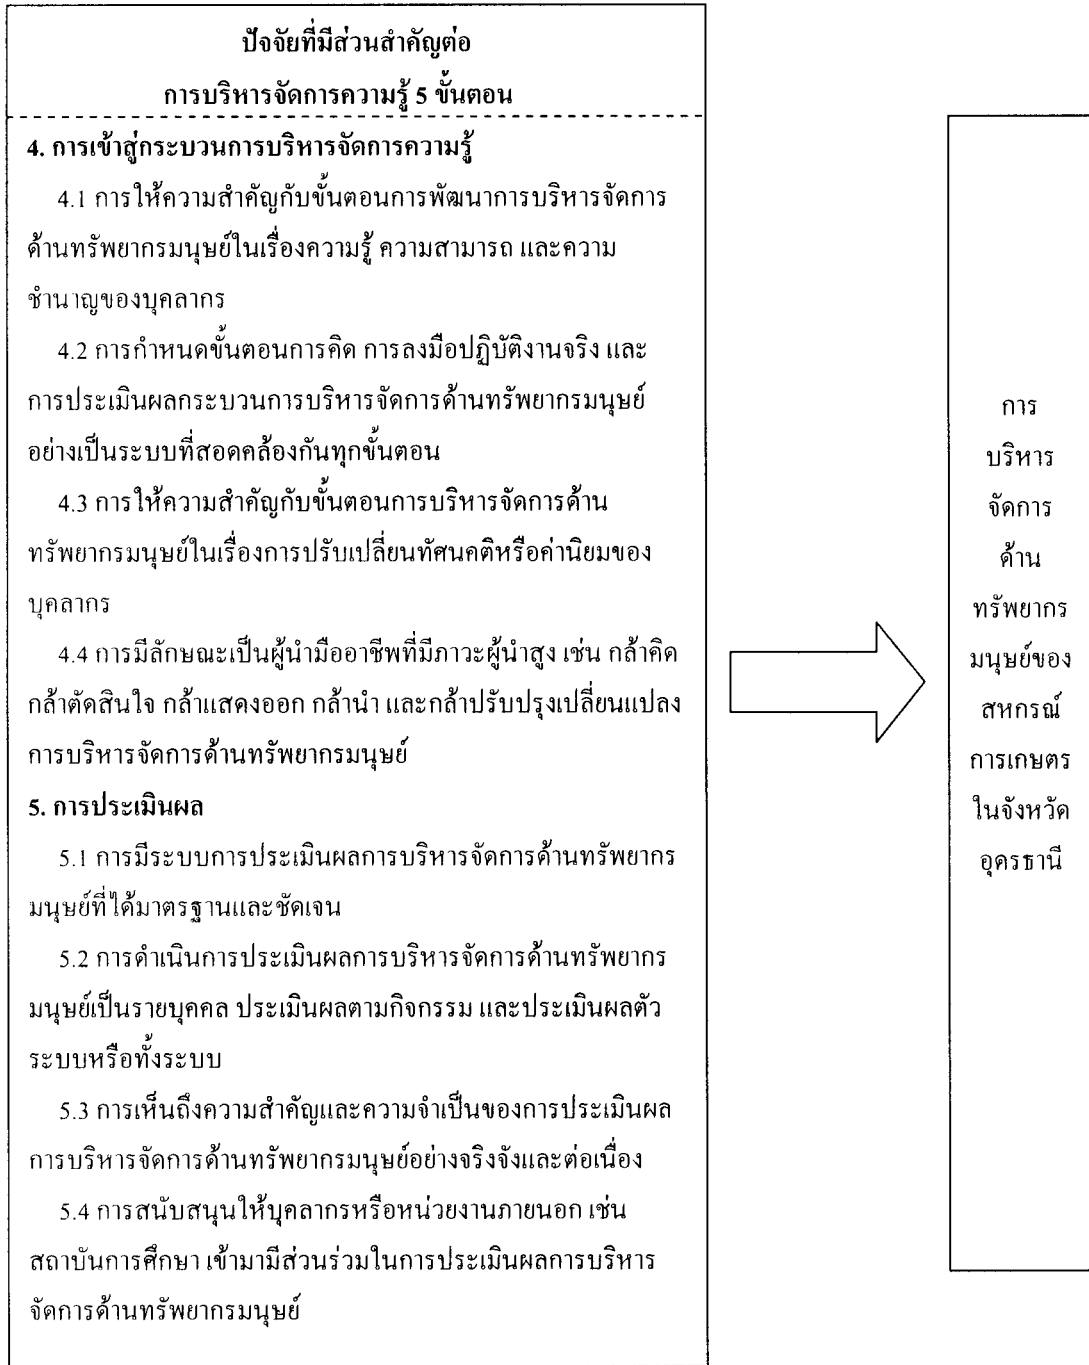 ปัจจัยที่มีส่วนสำคัญต่อ
การบริหารจัดการความรู้ 5 ขั้นตอน
4. การเข้าสู่กระบวนการบริหารจัดการความรู้
4.1 การให้ความสำคัญกับขั้นตอนการพัฒนาการบริหารจัดการ
ด้านทรัพยากรมนุษย์ในเรื่องความรู้ ความสามารถ และความ
ชำนาญของบุคลากร
4.2 การกำหนดขั้นตอนการคิด การลงมือปฏิบัติงานจริง และ
การประเมินผลกระบวนการบริหารจัดการด้านทรัพยากรมนุษย์
อย่างเป็นระบบที่สอดคล้องกันทุกขั้นตอน
4.3 การให้ความสำคัญกับขั้นตอนการบริหารจัดการด้าน
ทรัพยากรมนุษย์ในเรื่องการปรับเปลี่ยนทัศนคติหรือค่านิยมของ
บุคลากร
4.4 การมีลักษณะเป็นผู้นำมืออาชีพที่มีภาวะผู้นำสูง เช่น กล้าคิด
กล้าตัดสินใจ กล้าแสดงออก กล้านำ และกล้าปรับปรุงเปลี่ยนแปลง
การบริหารจัดการด้านทรัพยากรมนุษย์
5. การประเมินผล
5.1 การมีระบบการประเมินผลการบริหารจัดการด้านทรัพยากร
มนุษย์ที่ได้มาตรฐานและชัดเจน
5.2 การดำเนินการประเมินผลการบริหารจัดการด้านทรัพยากร
มนุษย์เป็นรายบุคคล ประเมินผลตามกิจกรรม และประเมินผลตัว
ระบบหรือทั้งระบบ
5.3 การเห็นถึงความสำคัญและความจำเป็นของการประเมินผล
การบริหารจัดการด้านทรัพยากรมนุษย์อย่างจริงจังและต่อเนื่อง
5.4 การสนับสนุนให้บุคลากรหรือหน่วยงานภายนอก เช่น
สถาบันการศึกษา เข้ามามีส่วนร่วมในการประเมินผลการบริหาร
จัดการด้านทรัพยากรมนุษย์
การ
บริหาร
จัดการ
ด้าน
ทรัพยากร
มนุษย์ของ
สหกรณ์
การเกษตร
ในจังหวัด
อุดรธานี